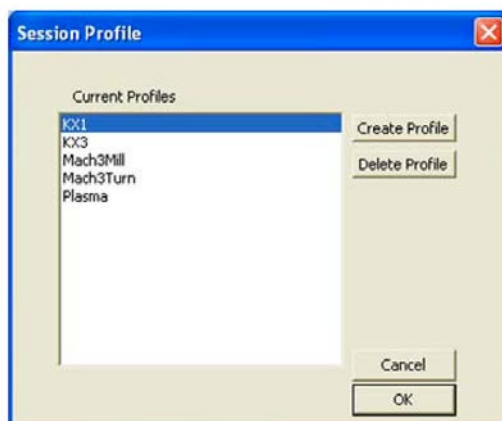 Session Profile
Current Profiles
KX1
KX3
Mach3Mill
Mach3Turn
Plasma
Create Profile
Delete Profile
Cancel
OK